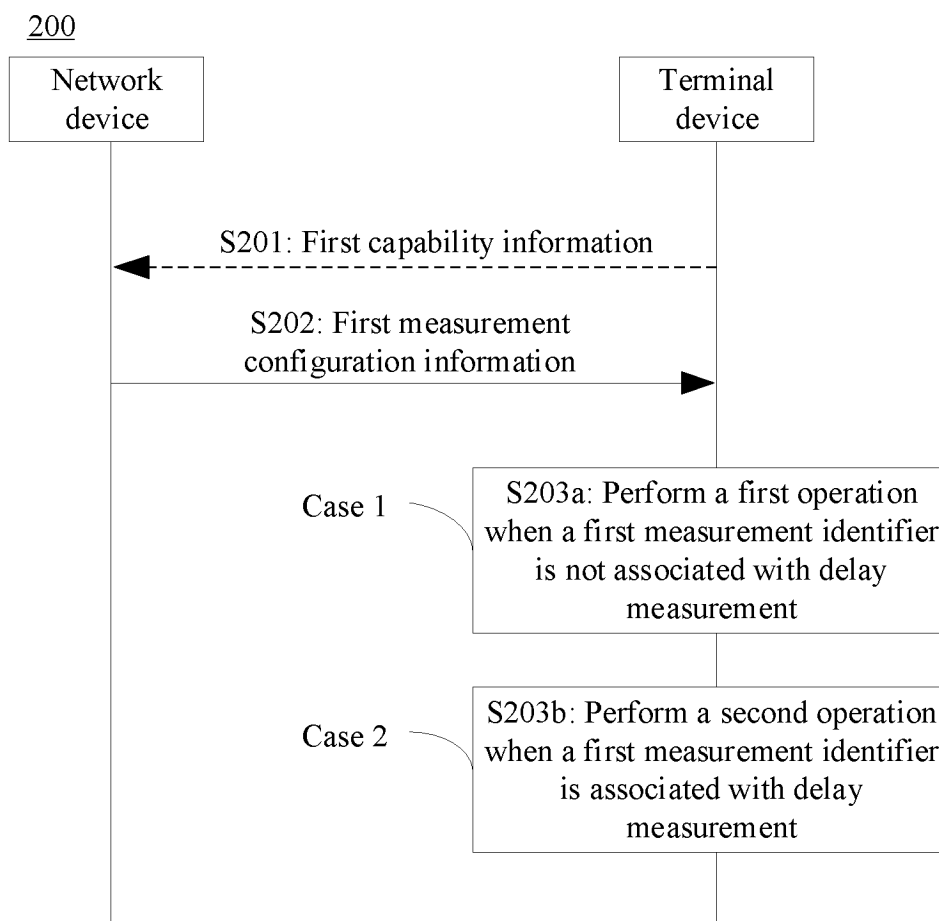 200
Network
device
Terminal
device
S201: First capability information
S202: First measurement
configuration information
Case 1
S203a: Perform a first operation
when a first measurement identifier
is not associated with delay
measurement
Case 2
S203b: Perform a second operation
when a first measurement identifier
is associated with delay
measurement